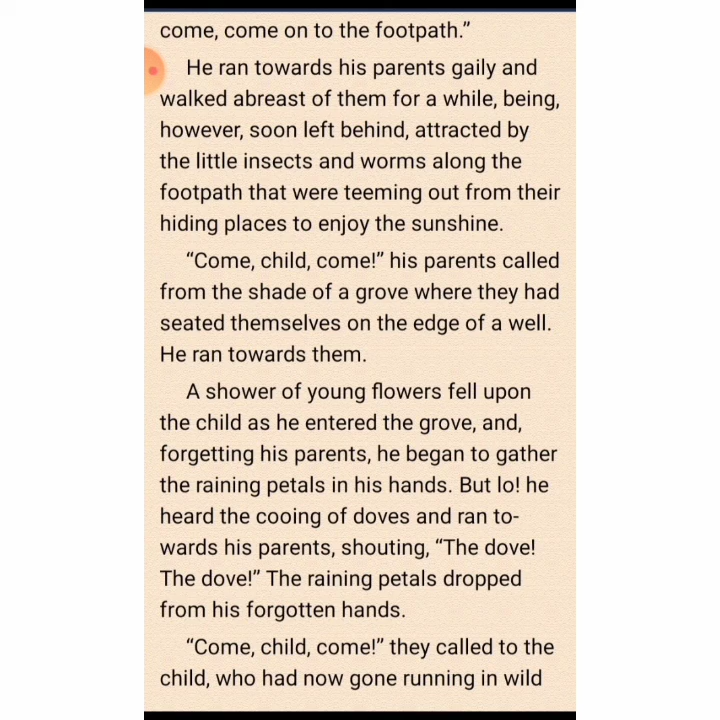 come, come on to the footpath.”
He ran towards his parents gaily and
walked abreast of them for a while, being,
however, soon left behind, attracted by
the little insects and worms along the
footpath that were teeming out from their
hiding places to enjoy the sunshine.
“Come, child, come!” his parents called
from the shade of a grove where they had
seated themselves on the edge of a well.
He ran towards them.
A shower of young flowers fell upon
the child as he entered the grove, and,
forgetting his parents, he began to gather
the raining petals in his hands. But lo! he
heard the cooing of doves and ran to-
wards his parents, shouting, “The dove!
The dove!” The raining petals dropped
from his forgotten hands.
“Come, child, come!” they called to the
child, who had now gone running in wild